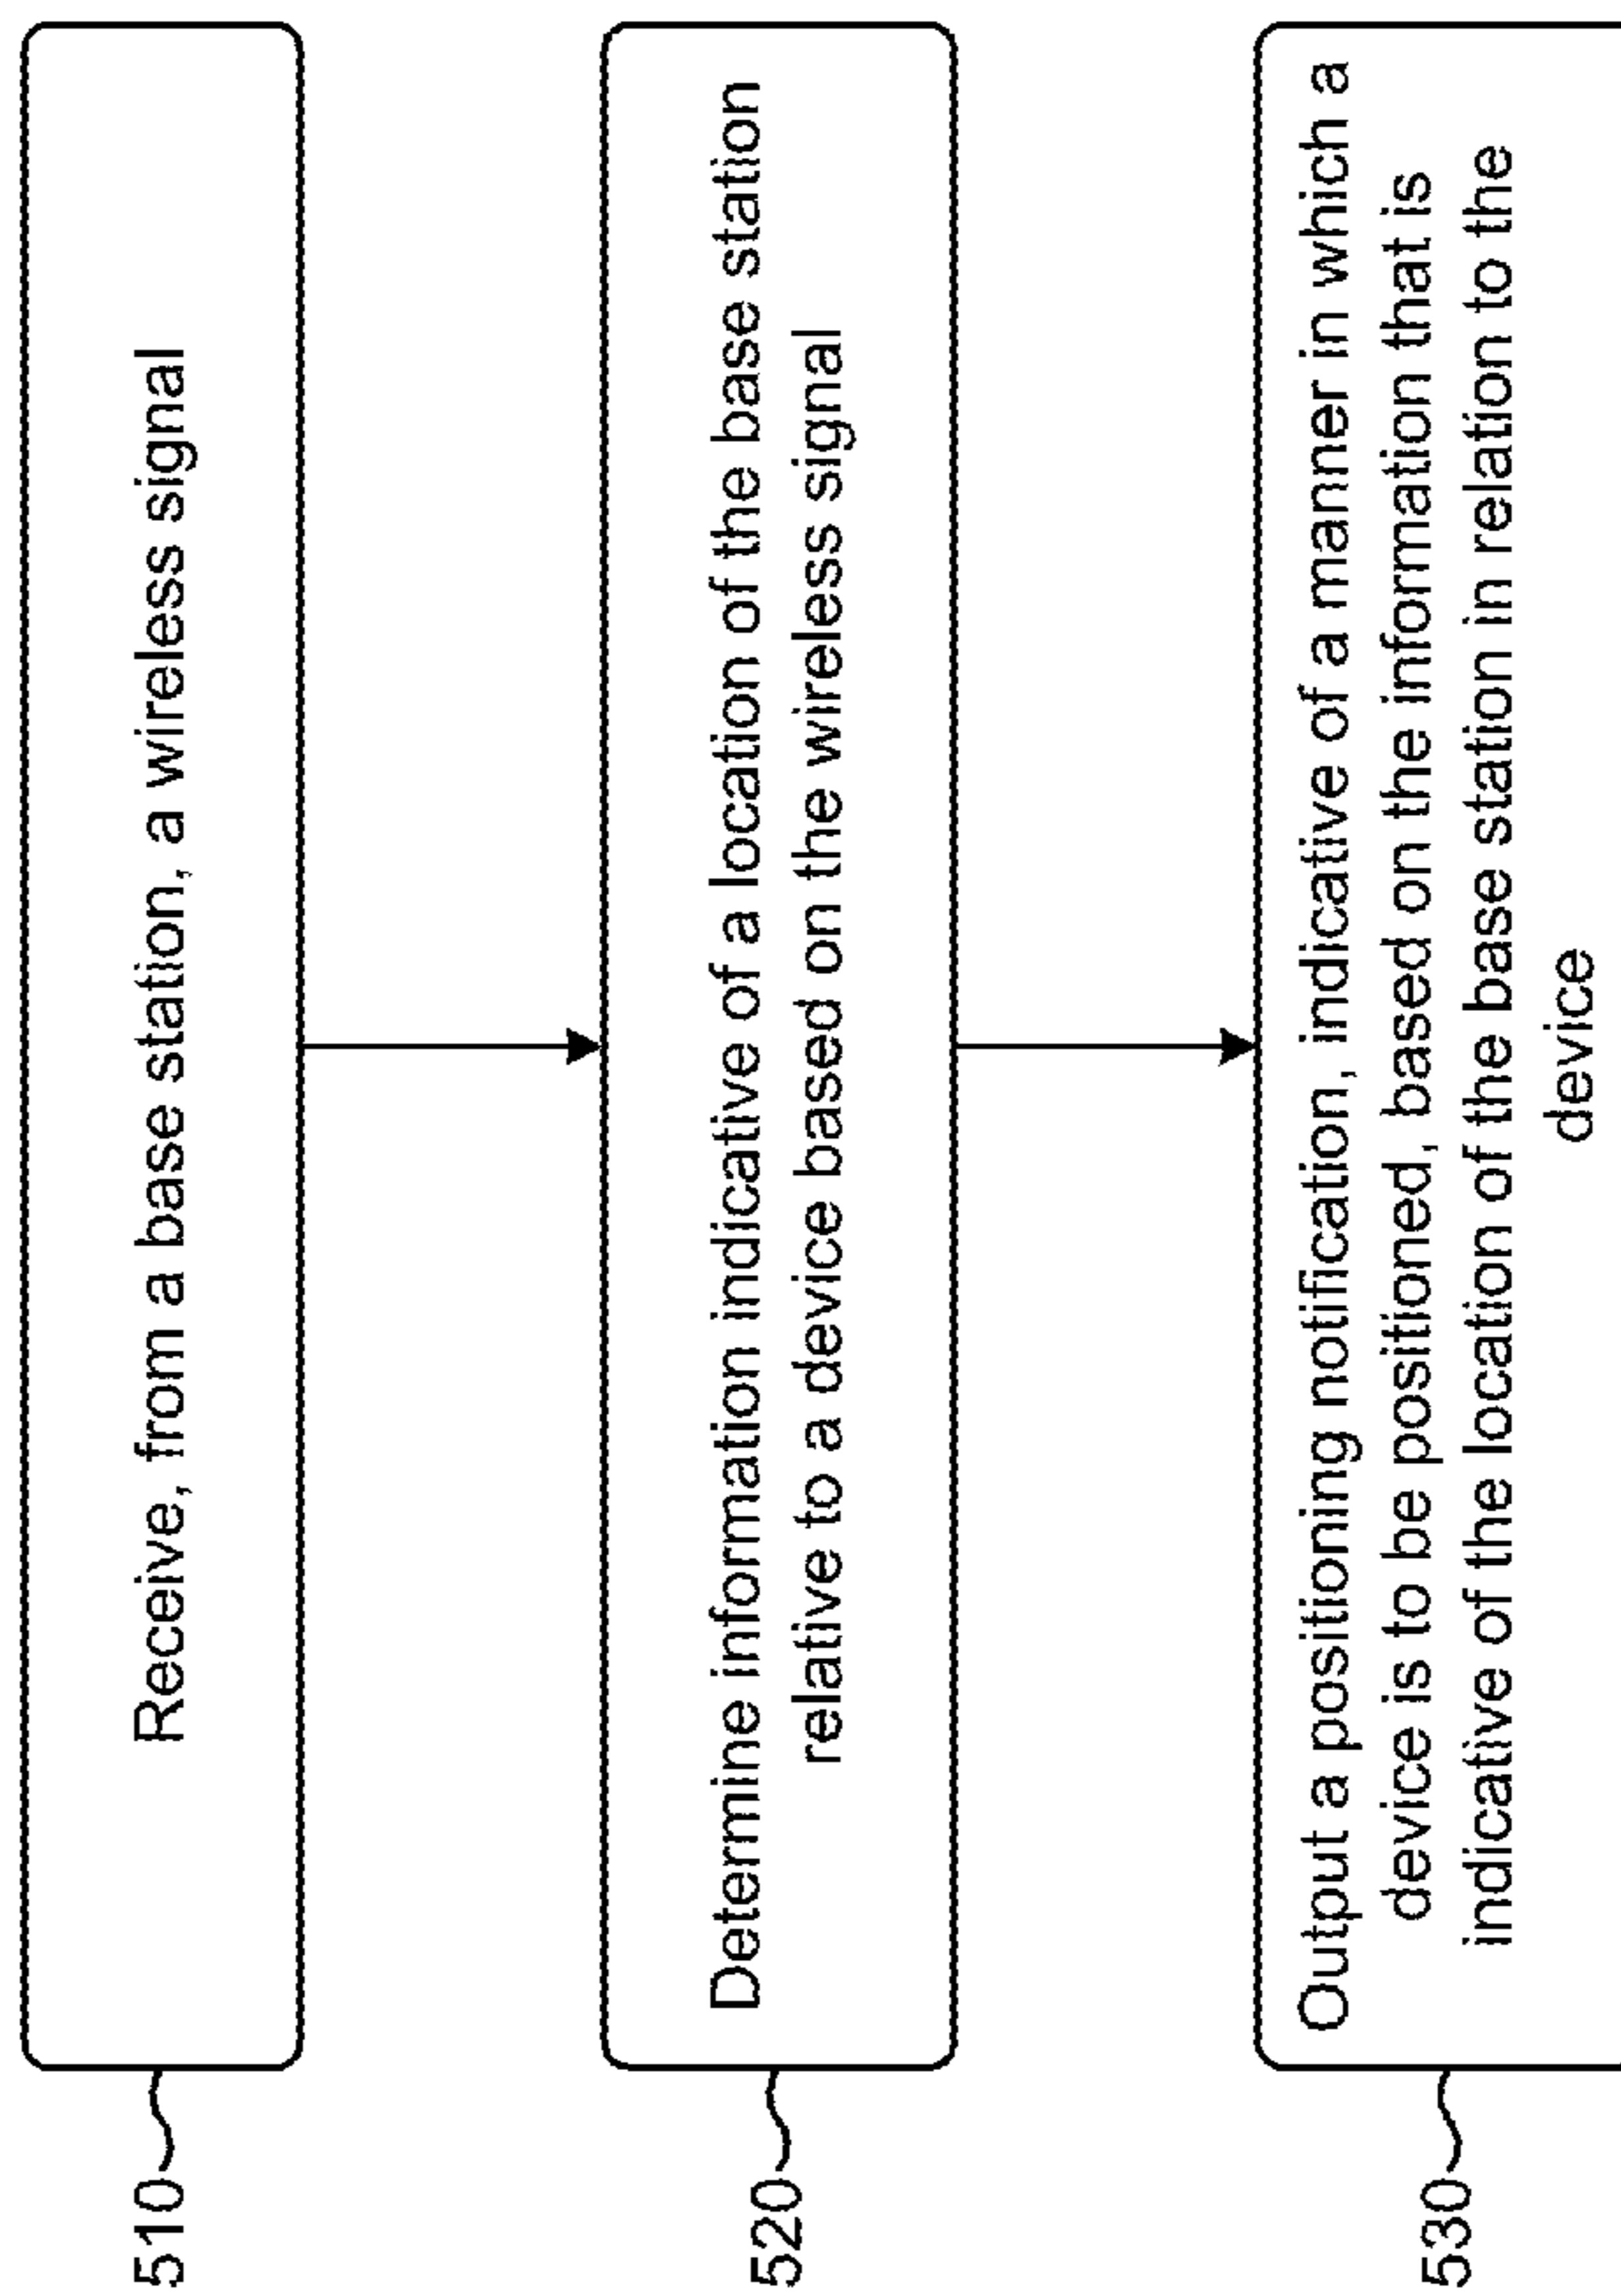 510
Receive, from a base station, a wireless signal
520
Determine information indicative of a location of the base station
relative to a device based on the wireless signal
530
Output a positioning notification, indicative of a manner in which a
device is to be positioned, based on the information that is
indicative of the location of the base station in relation to the
device